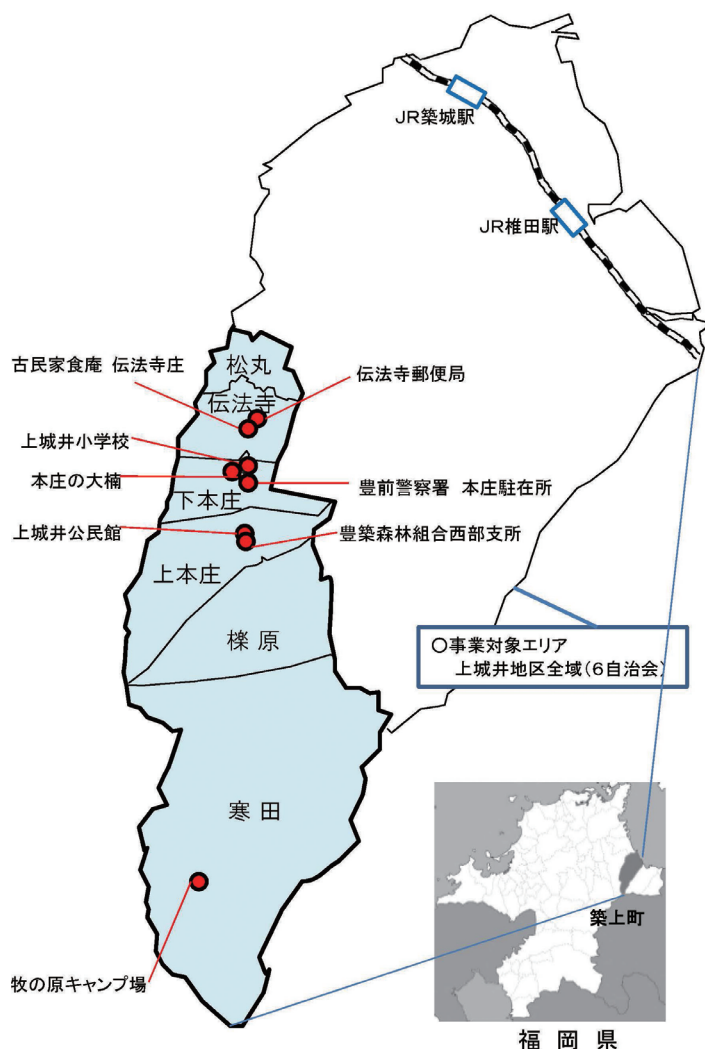 JR築城駅
JR椎田駅
松丸
古民家食庵 伝法寺庄
伝法寺郵便局
伝法寺
上城井小学校
本庄の大楠
豊前警察署 本庄駐在所
下本庄
上城井公民館
豊築森林組合西部支所
上本庄
櫟原
○事業対象エリア
上城井地区全域(6自治会)
寒田
築上町
牧の原キャンプ場
福岡県